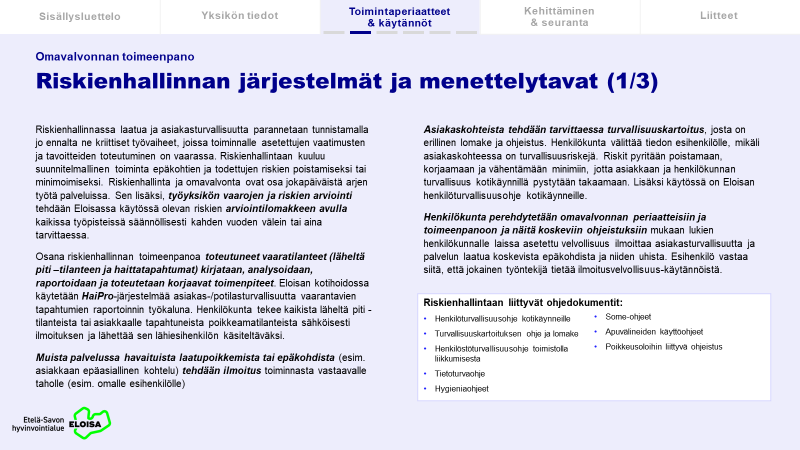 Sisällysluettelo
Yksikön tiedot
Toimintaperiaatteet
& käytännöt
Kehittäminen
& seuranta
Liitteet
Omavalvonnan toimeenpano
Riskienhallinnan järjestelmät ja menettelytavat (1/3)
Riskienhallinnassa laatua ja asiakasturvallisuutta parannetaan tunnistamalla
jo ennalta ne kriittiset työvaiheet, joissa toiminnalle asetettujen vaatimusten
ja tavoitteiden toteutuminen on vaarassa. Riskienhallintaan kuuluu
suunnitelmallinen toiminta epäkohtien ja todettujen riskien poistamiseksi tai
minimoimiseksi. Riskienhallinta ja omavalvonta ovat osa jokapäiväistä arjen
työtä palveluissa. Sen lisäksi, työyksikön vaarojen ja riskien arviointi
tehdään Eloisassa käytössä olevan riskien arviointilomakkeen avulla
kaikissa työpisteissä säännöllisesti kahden vuoden välein tai aina
tarvittaessa.
Osana riskienhallinnan toimeenpanoa toteutuneet vaaratilanteet (läheltä
piti –tilanteen ja haittatapahtumat) kirjataan, analysoidaan,
raportoidaan ja toteutetaan korjaavat toimenpiteet. Eloisan kotihoidossa
käytetään HaiPro-järjestelmää asiakas-/potilasturvallisuutta vaarantavien
tapahtumien raportoinnin työkaluna. Henkilökunta tekee kaikista läheltä piti -
tilanteista tai asiakkaalle tapahtuneista poikkeamatilanteista sähköisesti
ilmoituksen ja lähettää sen lähiesihenkilön käsiteltäväksi.
Muista palvelussa havaituista laatupoikkemista tai epäkohdista (esim.
asiakkaan epäasiallinen kohtelu) tehdään ilmoitus toiminnasta vastaavalle
taholle (esim. omalle esihenkilölle)
Asiakaskohteista tehdään tarvittaessa turvallisuuskartoitus, josta on
erillinen lomake ja ohjeistus. Henkilökunta välittää tiedon esihenkilölle, mikäli
asiakaskohteessa on turvallisuusriskejä. Riskit pyritään poistamaan,
korjaamaan ja vähentämään minimiin, jotta asiakkaan ja henkilökunnan
turvallisuus kotikäynnillä pystytään takaamaan. Lisäksi käytössä on Eloisan
henkilöturvallisuusohje kotikäynneille.
Henkilökunta perehdytetään omavalvonnan periaatteisiin ja
toimeenpanoon ja näitä koskeviin ohjeistuksiin mukaan lukien
henkilökunnalle laissa asetettu velvollisuus ilmoittaa asiakasturvallisuutta ja
palvelun laatua koskevista epäkohdista ja niiden uhista. Esihenkilö vastaa
siitä, että jokainen työntekijä tietää ilmoitusvelvollisuus-käytännöistä.
Riskienhallintaan liittyvät ohjedokumentit:
• Henkilöturvallisuusohje kotikäynneille
• Turvallisuuskartoituksen ohje ja lomake
• Henkilöstöturvallisuusohje toimistolla
liikkumisesta
• Tietoturvaohje
• Hygieniaohjeet
• Some-ohjeet
• Apuvälineiden käyttöohjeet
• Poikkeusoloihin liittyvä ohjeistus
Etelä-Savon
hyvinvointialue
ELOISA